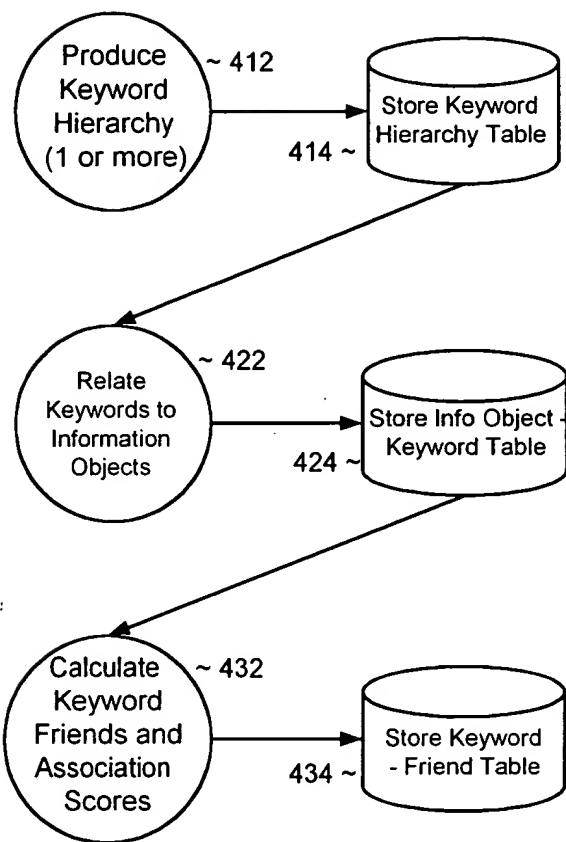 Produce
Keyword
Hierarchy
(1 or more)
~ 412
Store Keyword
Hierarchy Table
414 ~
Relate
Keywords to
Information
Objects
~ 422
Store Info Object -
Keyword Table
424 ~
Calculate
Keyword
Friends and
Association
Scores
~ 432
Store Keyword
- Friend Table
434 ~